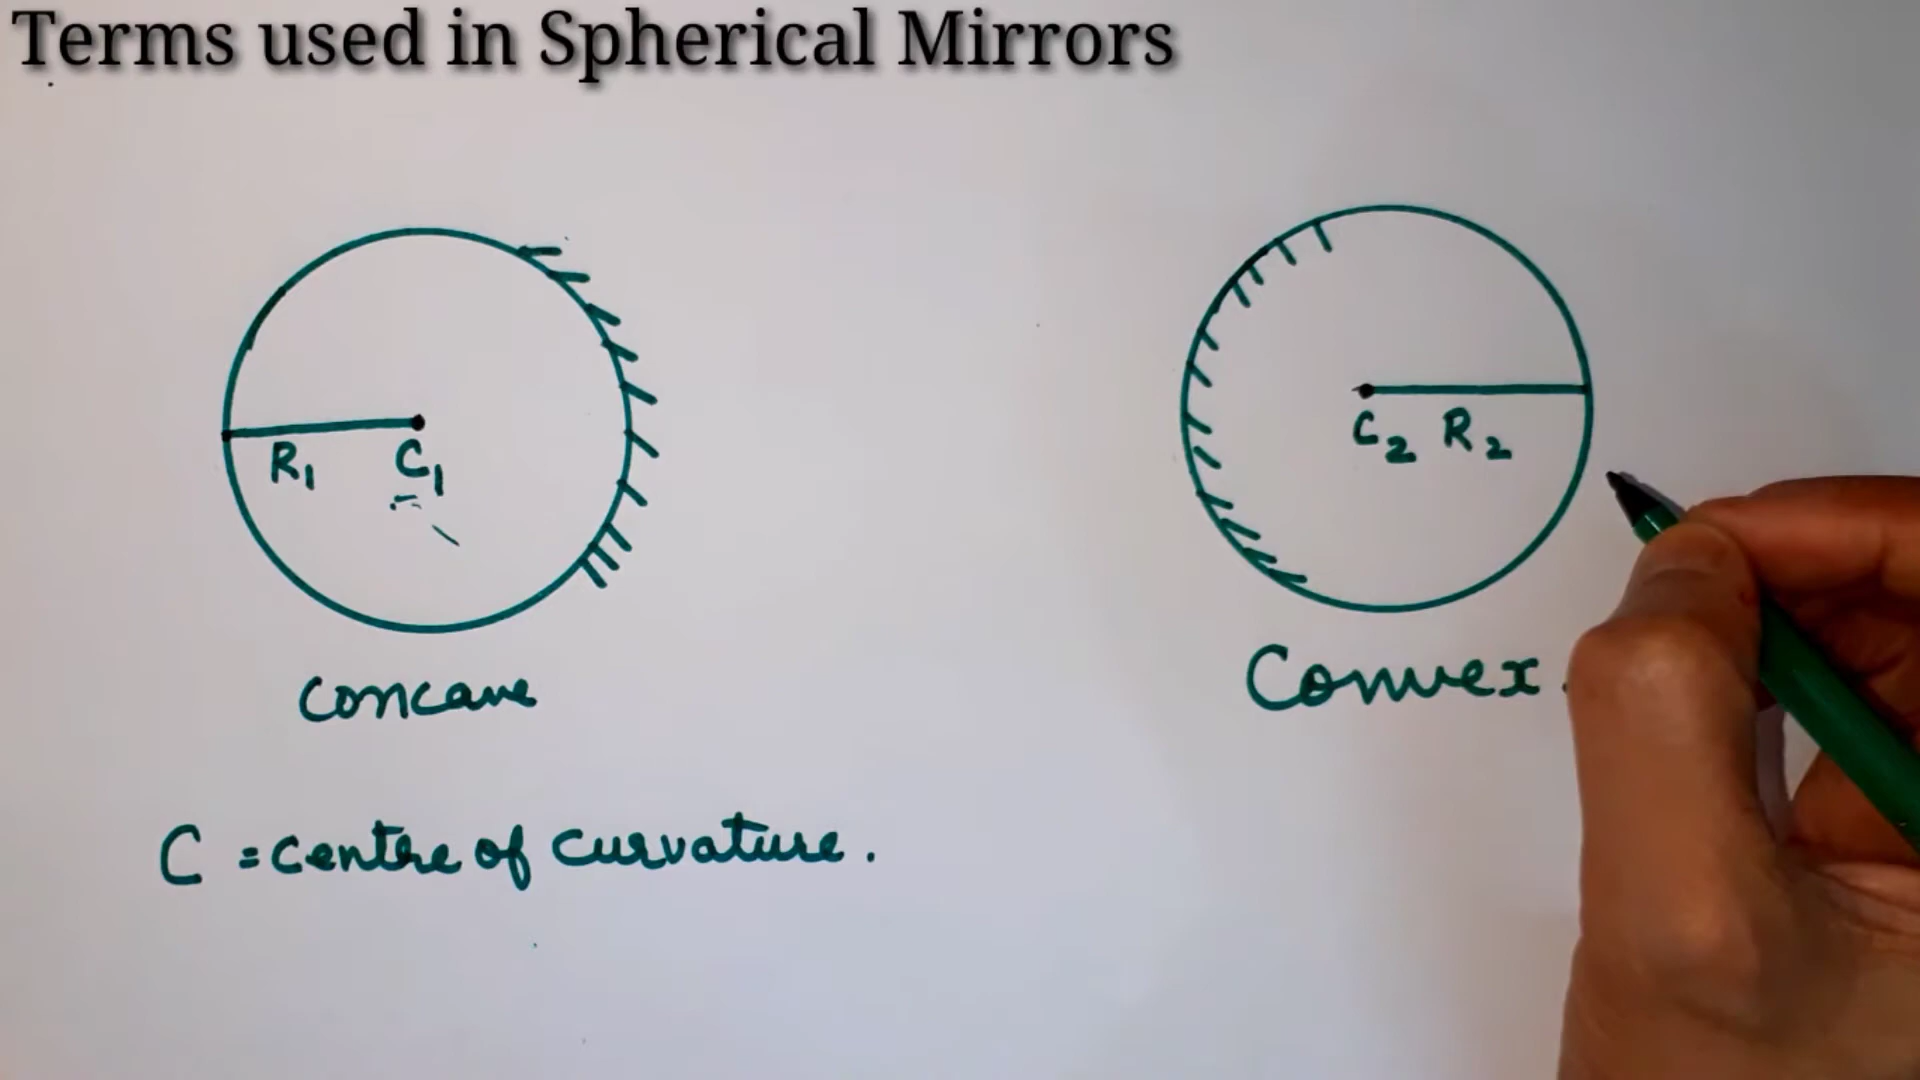 Terms used in Spherical Mirrors
R1 C1
C2 R2
Concave
Convex.
C = Centre of Curvature.